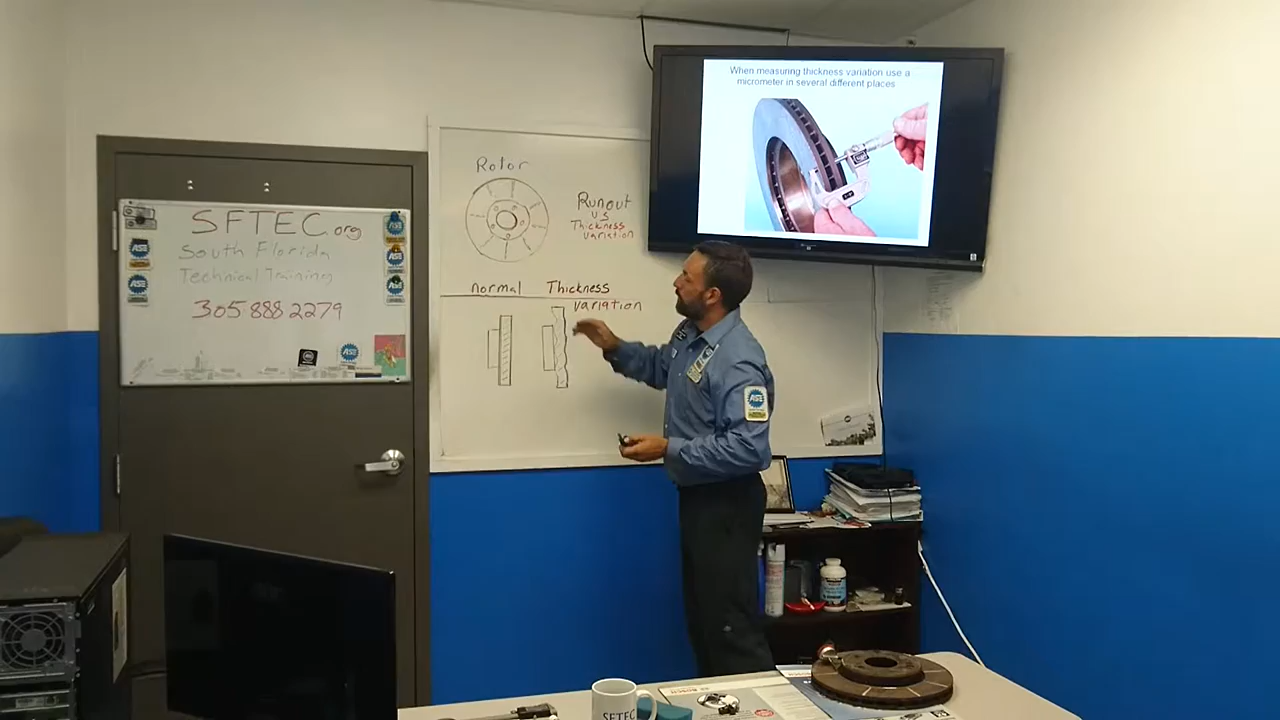 SFTEC.org
South Florida
Technical Training
305 888 2279
ASE
ASE
ASE
ASE
ASE
Rotor
Runout
vs
Thickness
variation
normal
Thickness
variation
When measuring thickness variation use a
micrometer in several different places
ASE
SFTEC